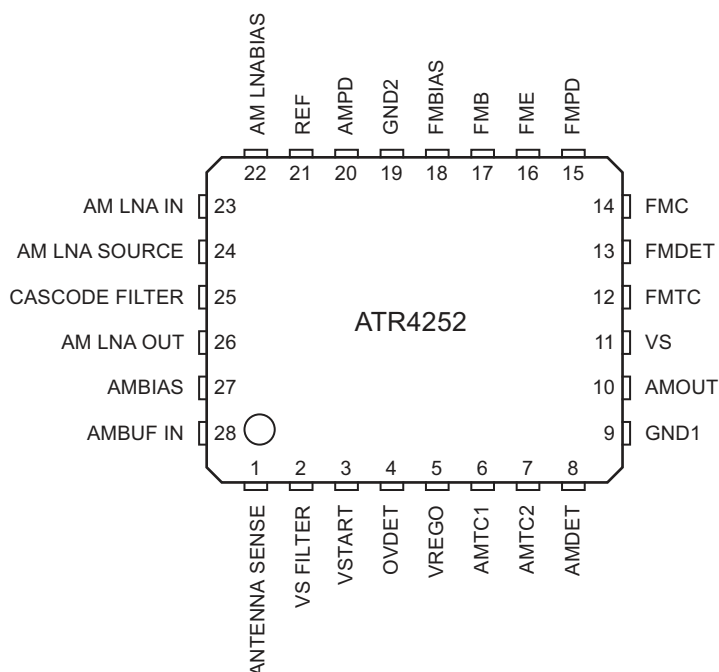 AM LNABIAS
REF
AMPD
GND2
FMBIAS
FMB
FME
FMPD
22 21 20 19 18 17 16 15
AM LNA IN 23 14 FMC
AM LNA SOURCE 24 13 FMDET
CASCODE FILTER 25 12 FMTC
ATR4252
AM LNA OUT 26 11 VS
AMBIAS 27 10 AMOUT
AMBUF IN 28 9 GND1
1 2 3 4 5 6 7 8
ANTENNA SENSE
VS FILTER
VSTART
OVDET
VREGO
AMTC1
AMTC2
AMDET